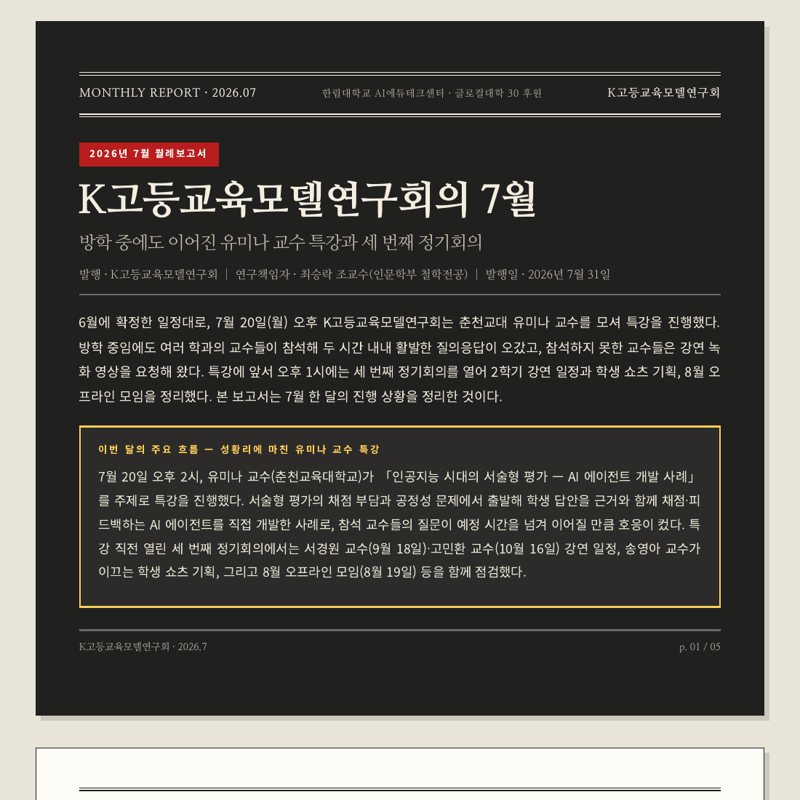 MONTHLY REPORT · 2026.07
한림대학교 AI에듀테크센터 · 글로컬대학 30 후원
K고등교육모델연구회
2026년 7월 월례보고서
K고등교육모델연구회의 7월
방학 중에도 이어진 유미나 교수 특강과 세 번째 정기회의
발행 · K고등교육모델연구회 | 연구책임자 · 최승락 조교수(인문학부 철학전공) | 발행일 · 2026년 7월 31일
6월에 확정한 일정대로, 7월 20일(월) 오후 K고등교육모델연구회는 춘천교대 유미나 교수를 모셔 특강을 진행했다.
방학 중임에도 여러 학과의 교수들이 참석해 두 시간 내내 활발한 질의응답이 오갔고, 참석하지 못한 교수들은 강연 녹
화 영상을 요청해 왔다. 특강에 앞서 오후 1시에는 세 번째 정기회의를 열어 2학기 강연 일정과 학생 쇼츠 기획, 8월 오
프라인 모임을 정리했다. 본 보고서는 7월 한 달의 진행 상황을 정리한 것이다.
이번 달의 주요 흐름 — 성황리에 마친 유미나 교수 특강
7월 20일 오후 2시, 유미나 교수(춘천교육대학교)가 「인공지능 시대의 서술형 평가 — AI 에이전트 개발 사례」
를 주제로 특강을 진행했다. 서술형 평가의 채점 부담과 공정성 문제에서 출발해 학생 답안을 근거와 함께 채점·피
드백하는 AI 에이전트를 직접 개발한 사례로, 참석 교수들의 질문이 예정 시간을 넘겨 이어질 만큼 호응이 컸다. 특
강 직전 열린 세 번째 정기회의에서는 서경원 교수(9월 18일)·고민환 교수(10월 16일) 강연 일정, 송영아 교수가
이끄는 학생 쇼츠 기획, 그리고 8월 오프라인 모임(8월 19일) 등을 함께 점검했다.
K고등교육모델연구회 · 2026.7
p. 01 / 05